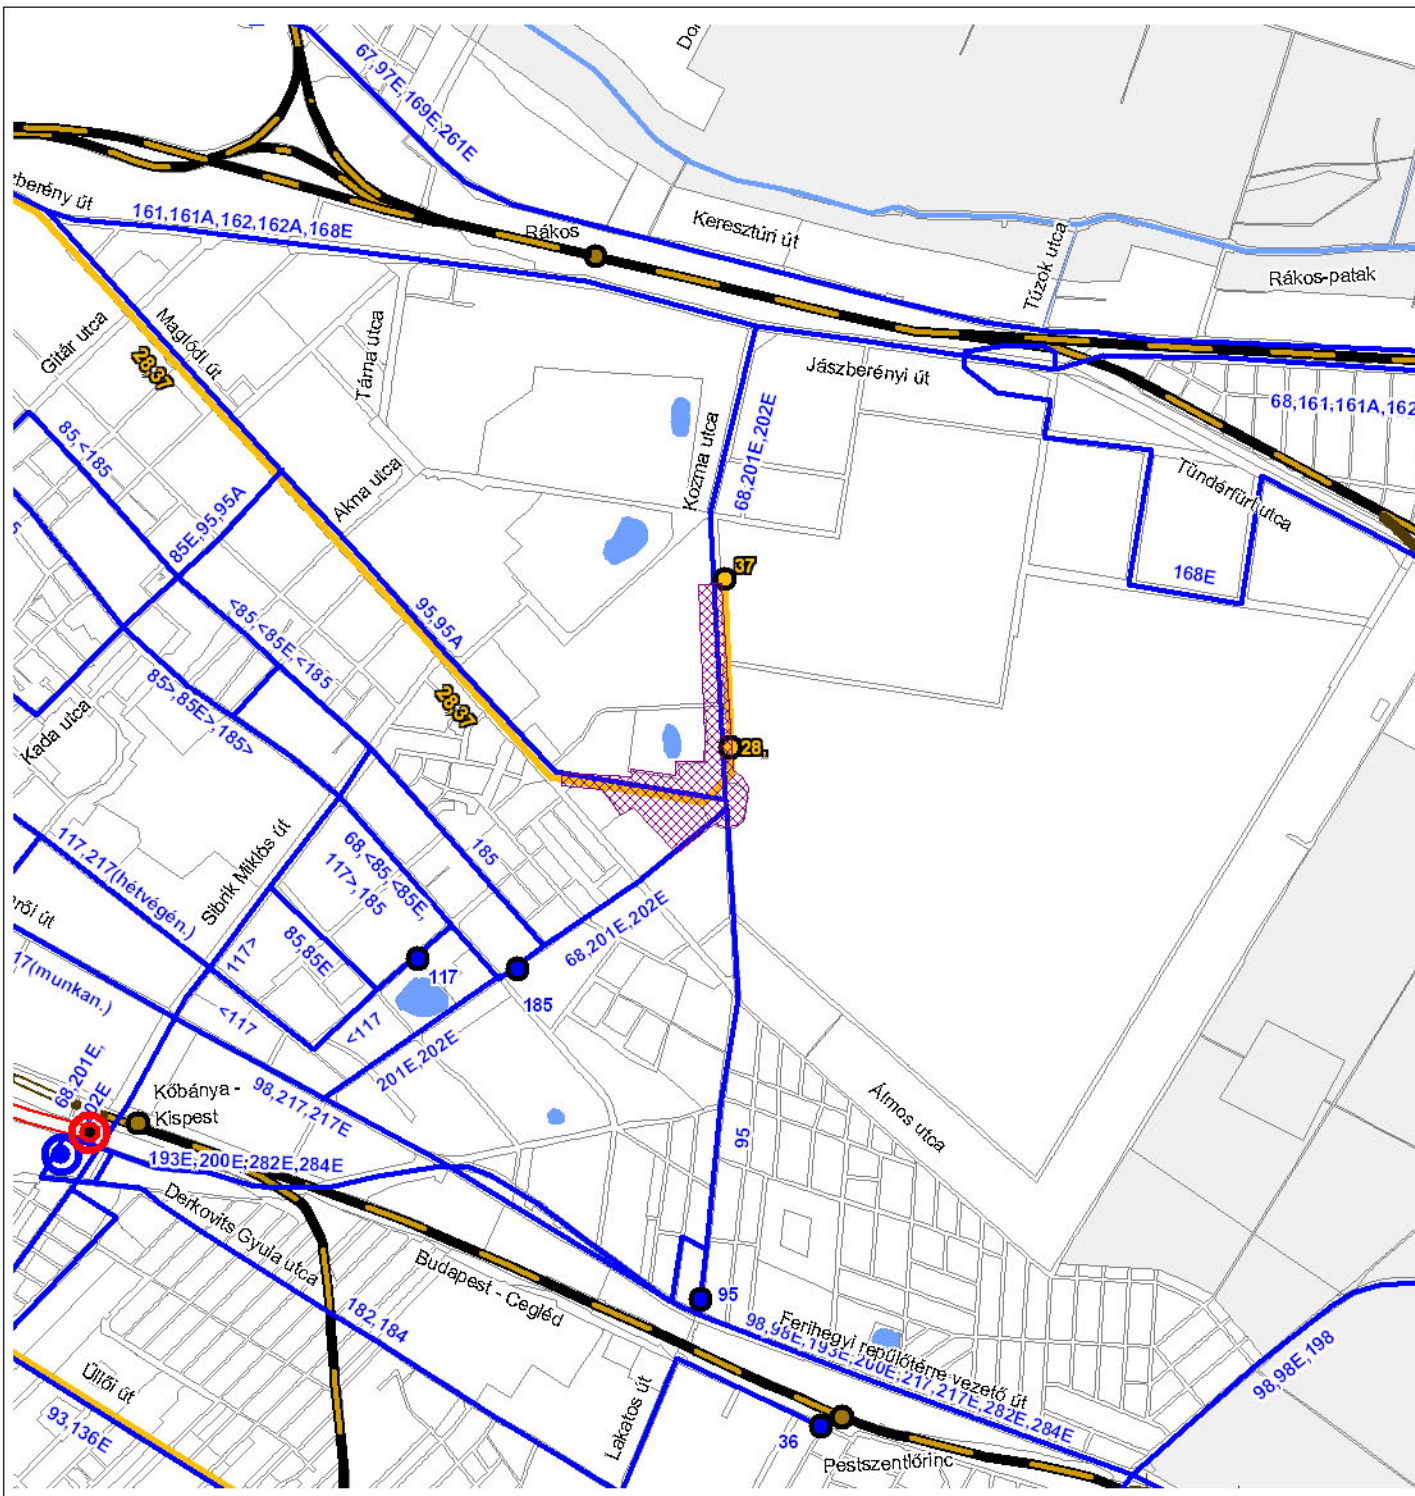 67,97E,169E,261E
zberény út
161,161A,162,162A,168E
Rákos
Keresztúri út
Túzok utca
Rákos-patak
Gitár utca
Maglódi út
28,37
Tárna utca
Jászberényi út
68,161,161A,162
85,<185
Akna utca
Kozma utca
68,201E,202E
Tündérfürt utca
85E,95,95A
168E
37
<85,<85E,<185
95,95A
28,37
85>,85E>,185>
Kada utca
28,
117,217(hétvégén.)
Sibrik Miklós út
68,<85,<85E,
117>,185
185
erői út
17(munkan.)
117>
85,85E
117
68,201E,202E
185
<117
<117
201E,202E
68,201E,
02E
Kőbánya -
Kispest
98,217,217E
Álmos utca
95
193E,200E,282E,284E
Derkovits Gyula utca
Budapest - Cegléd
182,184
95
Ferihegyi repülőtérre vezető út
98,98E,193E,200E,217,217E,282E,284E
98,98E,198
Üllői út
93,136E
Lakatos út
36
Pestszentlőrinc